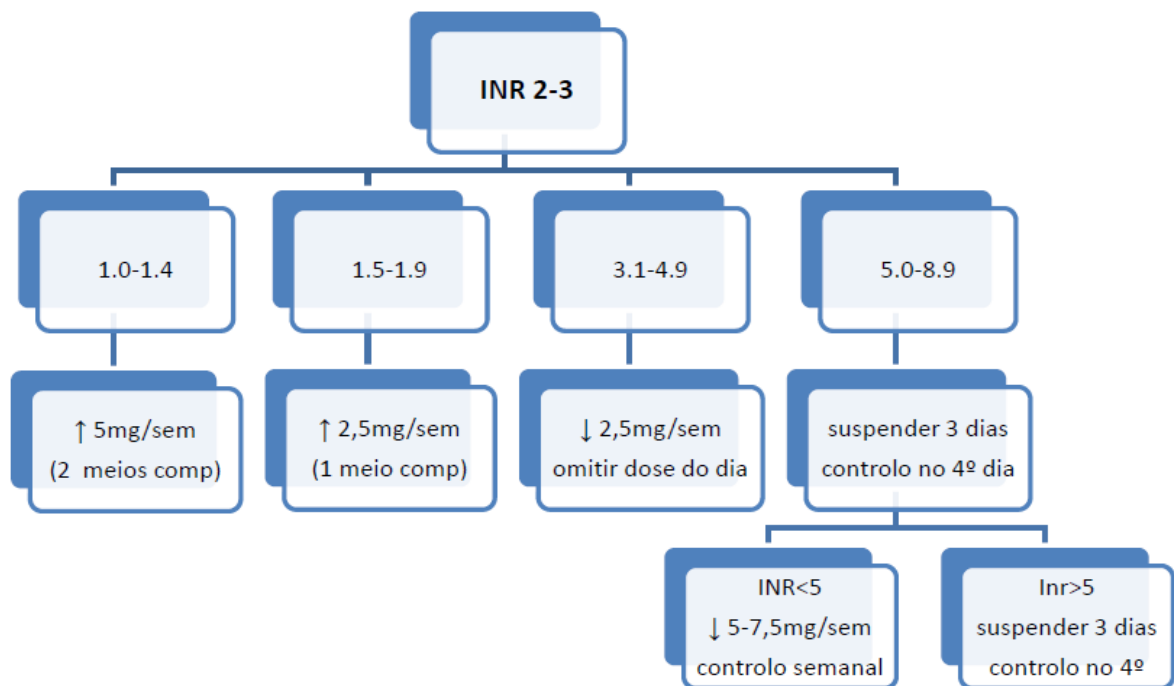 INR 2-3
1.0-1.4
1.5-1.9
3.1-4.9
5.0-8.9
↑ 5mg/sem
(2 meios comp)
↑ 2,5mg/sem
(1 meio comp)
↓ 2,5mg/sem
omitir dose do dia
suspender 3 dias
controlo no 4º dia
INR<5
↓ 5-7,5mg/sem
controlo semanal
Inr>5
suspender 3 dias
controlo no 4º